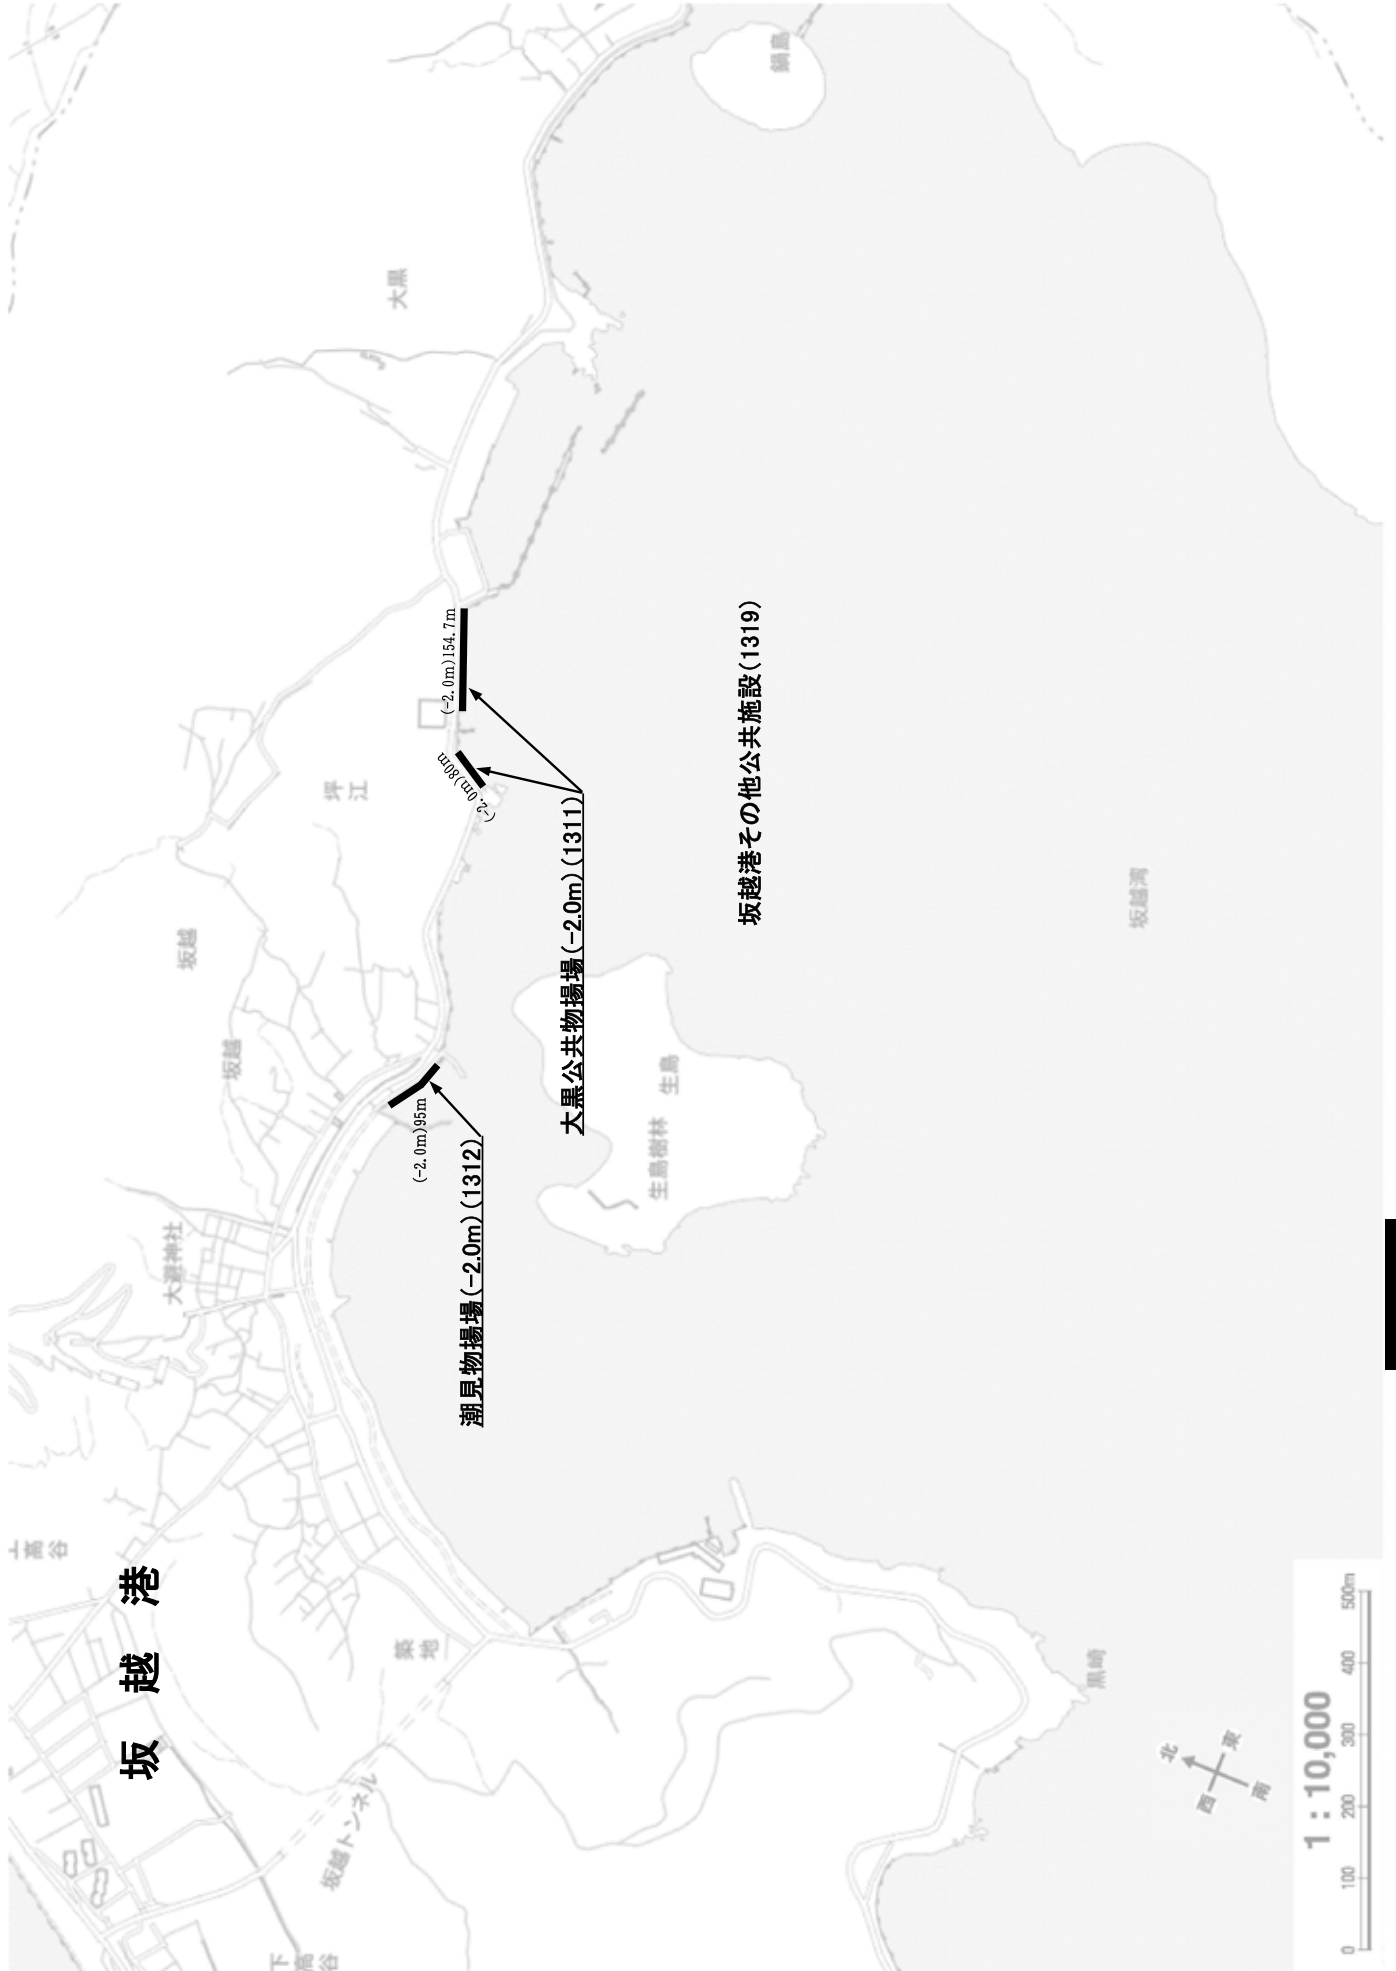 坂越港
上高谷
大避神社
坂越
坂越
坪江
大黒
鍋島
築地
坂越トンネル
下高谷
(-2.0m)95m
潮見物揚場(-2.0m)(1312)
(-2.0m)80m
(-2.0m)154.7m
大黒公共物揚場(-2.0m)(1311)
生島樹林
生島
坂越港その他公共施設(1319)
坂越湾
黒崎
北
東
西
南
1:10,000
0 100 200 300 400 500m